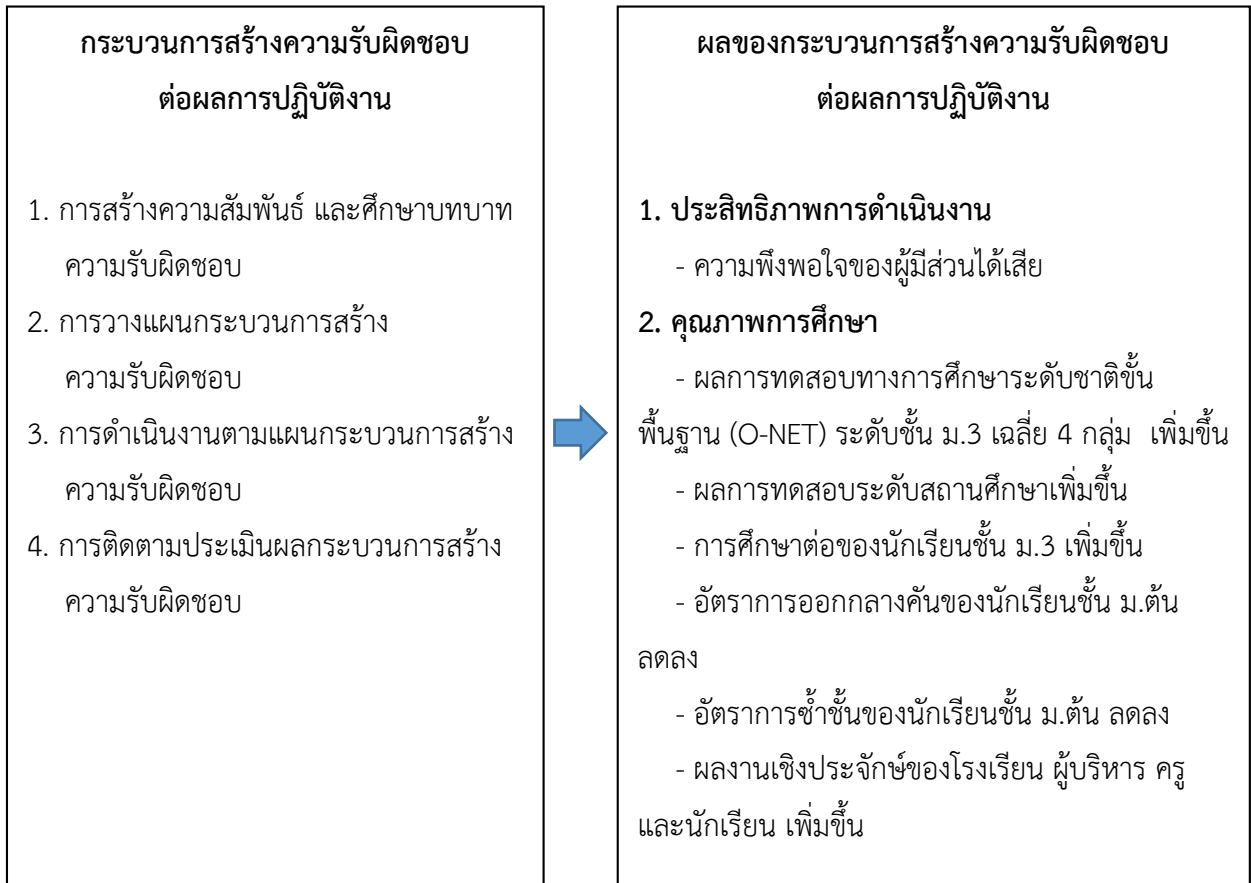 กระบวนการสร้างความรับผิดชอบ
ต่อผลการปฏิบัติงาน
1. การสร้างความสัมพันธ์ และศึกษาบทบาท
ความรับผิดชอบ
2. การวางแผนกระบวนการสร้าง
ความรับผิดชอบ
3. การดำเนินงานตามแผนกระบวนการสร้าง
ความรับผิดชอบ
4. การติดตามประเมินผลกระบวนการสร้าง
ความรับผิดชอบ
ผลของกระบวนการสร้างความรับผิดชอบ
ต่อผลการปฏิบัติงาน
1. ประสิทธิภาพการดำเนินงาน
- ความพึงพอใจของผู้มีส่วนได้เสีย
2. คุณภาพการศึกษา
- ผลการทดสอบทางการศึกษาระดับชาติขั้น
พื้นฐาน (O-NET) ระดับชั้น ม.3 เฉลี่ย 4 กลุ่ม เพิ่มขึ้น
- ผลการทดสอบระดับสถานศึกษาเพิ่มขึ้น
- การศึกษาต่อของนักเรียนชั้น ม.3 เพิ่มขึ้น
- อัตราการออกกลางคันของนักเรียนชั้น ม.ต้น
ลดลง
- อัตราการซ้ำชั้นของนักเรียนชั้น ม.ต้น ลดลง
- ผลงานเชิงประจักษ์ของโรงเรียน ผู้บริหาร ครู
และนักเรียน เพิ่มขึ้น